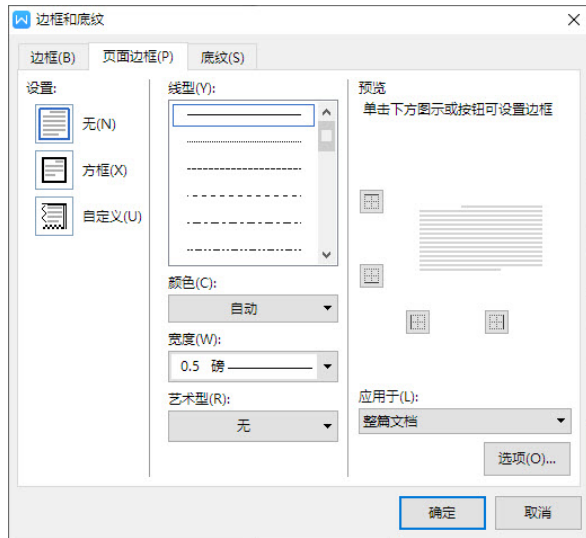 边框和底纹
边框(B) 页面边框(P) 底纹(S)
设置:
无(N)
方框(X)
自定义(U)
线型(Y):
颜色(C):
自动
宽度(W):
0.5 磅
艺术型(R):
无
预览
单击下方图示或按钮可设置边框
应用于(L):
整篇文档
选项(O)...
确定 取消